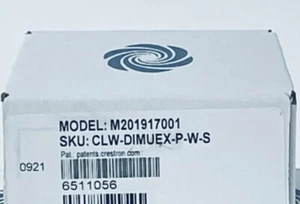 MODEL: M201917001
SKU: CLW-DIMUEX-P-W-S
Pat. patents.crestron.com
0921
6511056